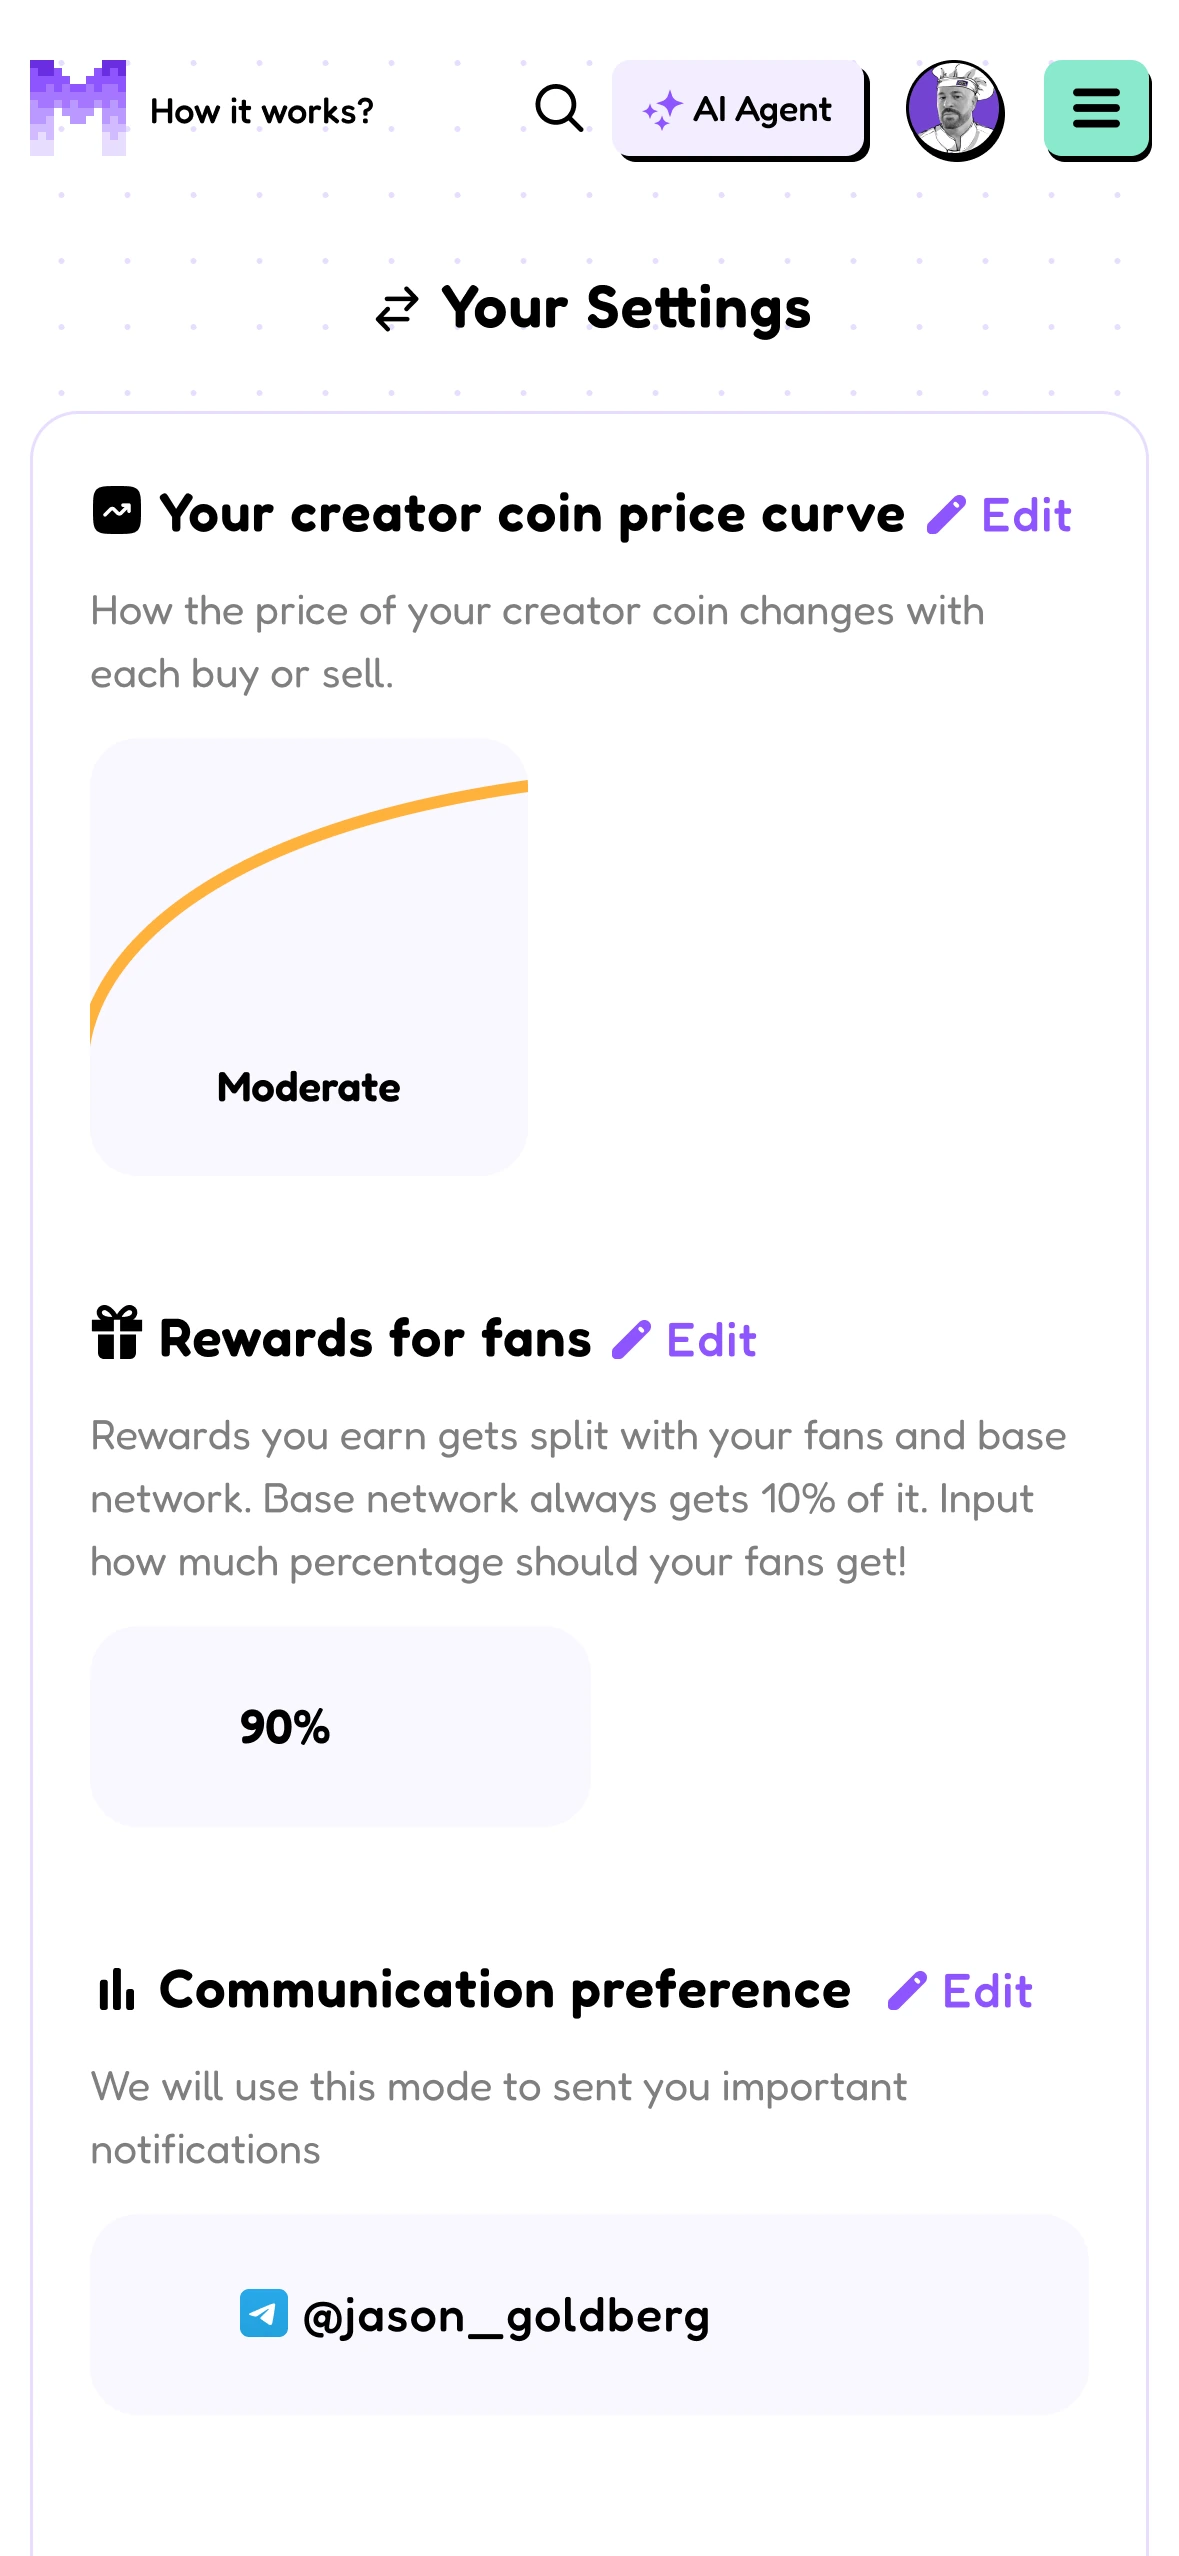 How it works?
AI Agent
Your Settings
Your creator coin price curve
Edit
How the price of your creator coin changes with
each buy or sell.
Moderate
Rewards for fans
Edit
Rewards you earn gets split with your fans and base
network. Base network always gets 10% of it. Input
how much percentage should your fans get!
90%
Communication preference
Edit
We will use this mode to sent you important
notifications
@jason_goldberg